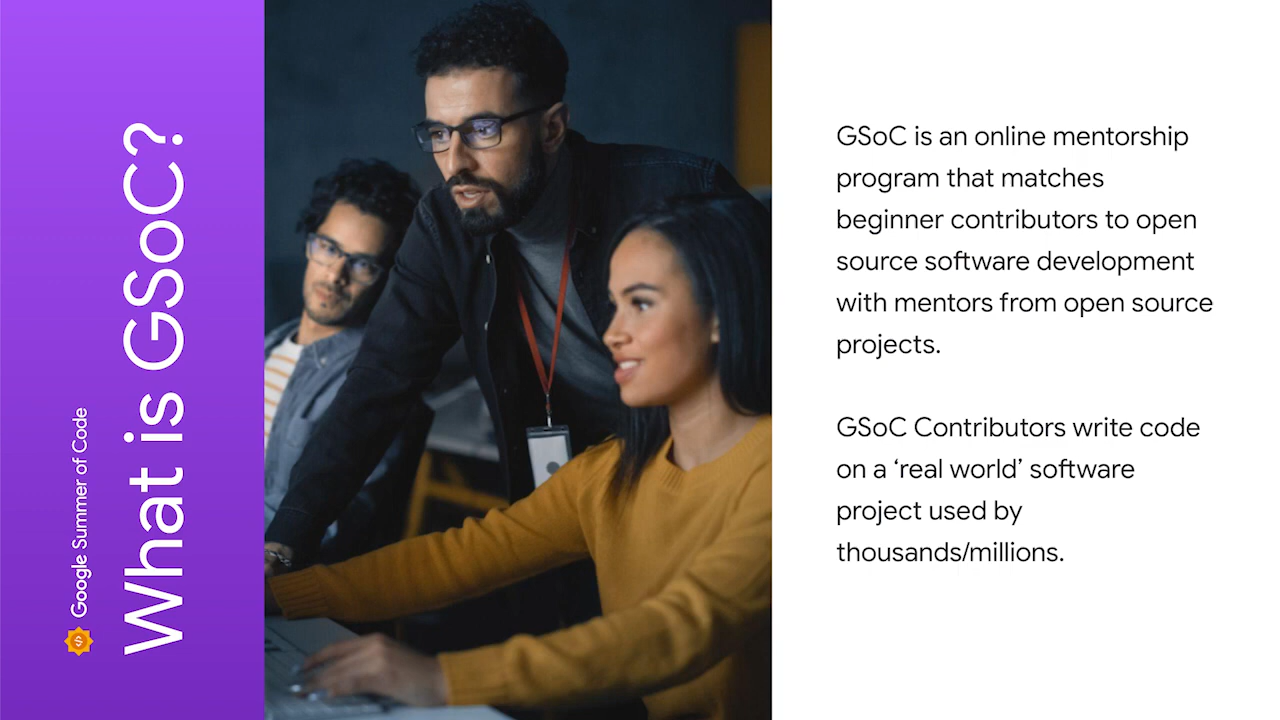 Google Summer of Code
What is GSoC?
GSoC is an online mentorship
program that matches
beginner contributors to open
source software development
with mentors from open source
projects.
GSoC Contributors write code
on a ‘real world’ software
project used by
thousands/millions.